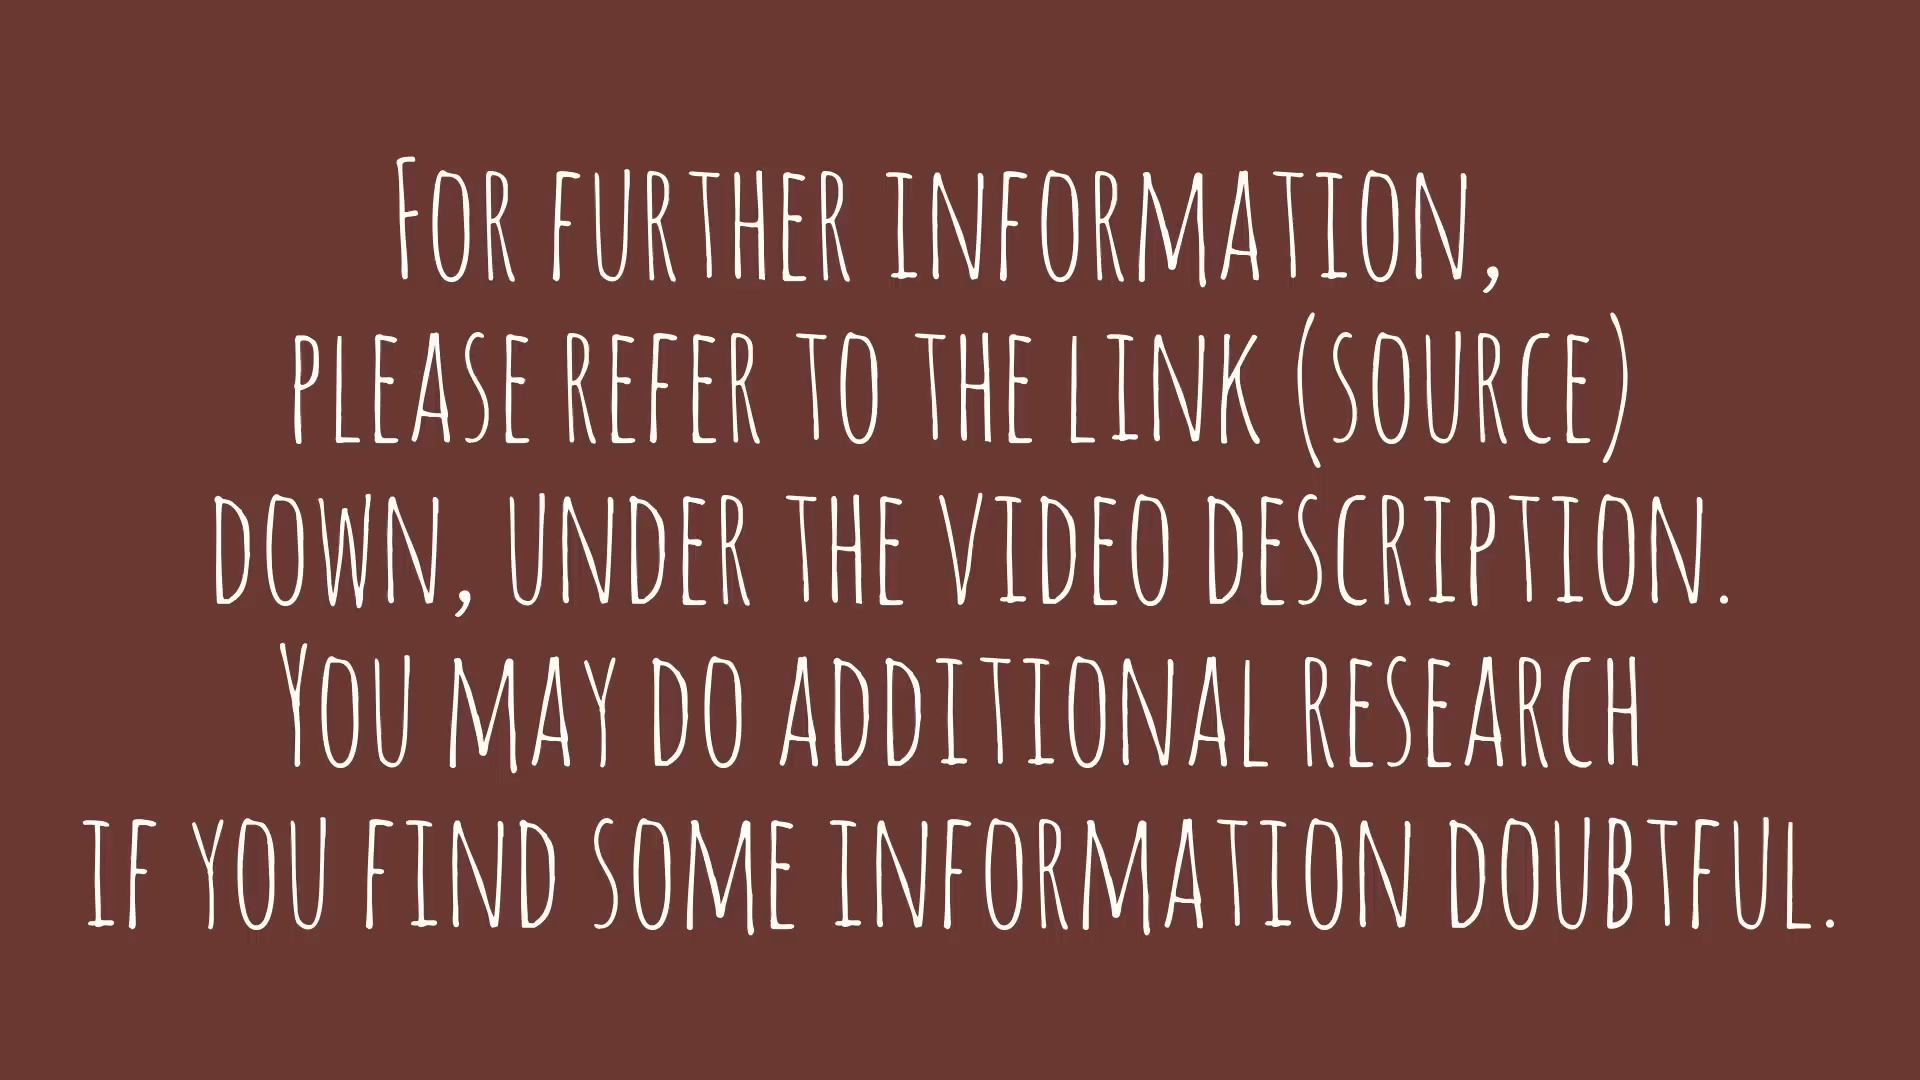 For further information,
please refer to the link (source)
down, under the video description.
You may do additional research
if you find some information doubtful.